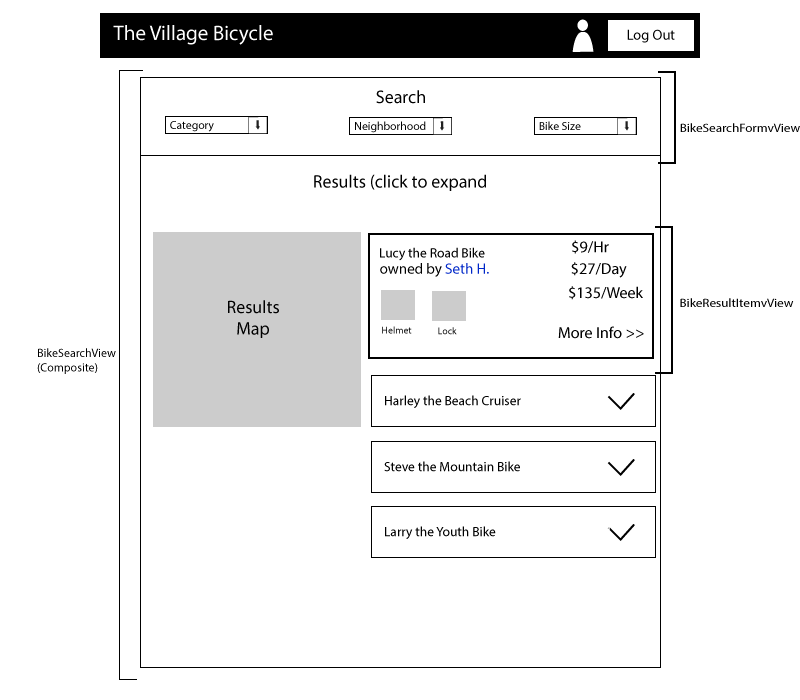 The Village Bicycle
Log Out
Search
Category
Neighborhood
Bike Size
BikeSearchFormvView
Results (click to expand
Results
Map
Lucy the Road Bike
owned by Seth H.
$9/Hr
$27/Day
$135/Week
Helmet
Lock
More Info >>
BikeResultItemvView
BikeSearchView
(Composite)
Harley the Beach Cruiser
Steve the Mountain Bike
Larry the Youth Bike